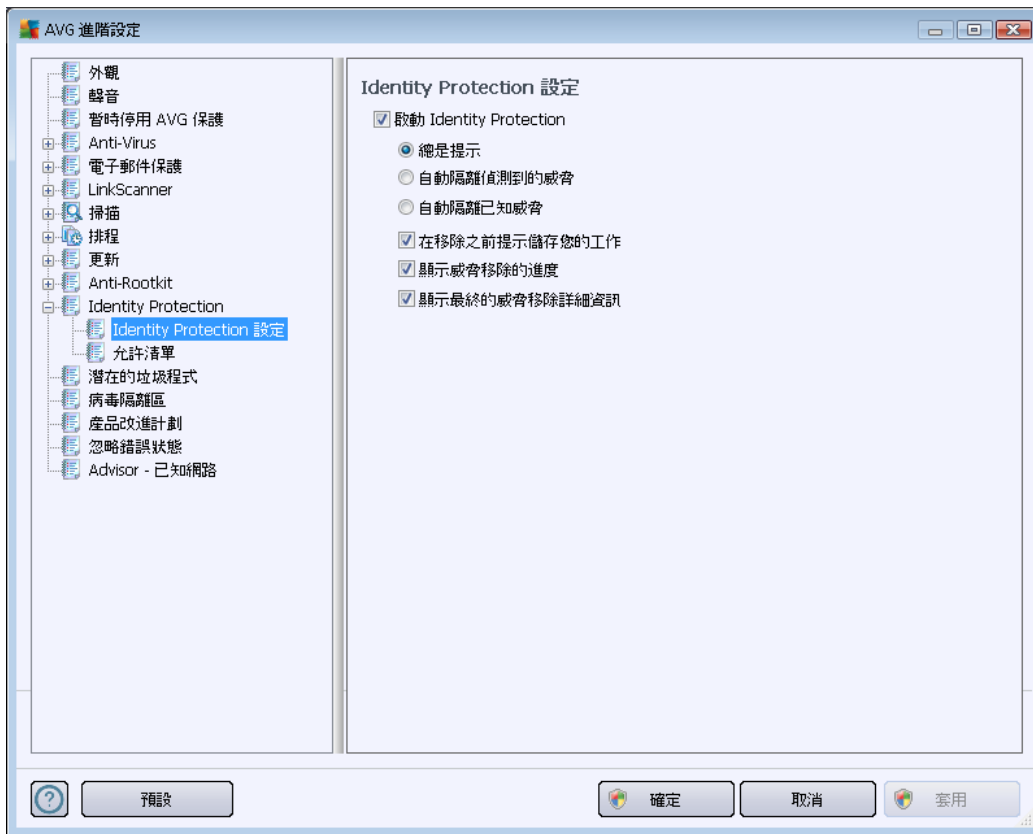 AVG 進階設定
外觀
聲音
暫時停用 AVG 保護
Anti-Virus
電子郵件保護
LinkScanner
掃描
排程
更新
Anti-Rootkit
Identity Protection
Identity Protection 設定
允許清單
潛在的垃圾程式
病毒隔離區
產品改進計劃
忽略錯誤狀態
Advisor - 已知網路
Identity Protection 設定
啟動 Identity Protection
總是提示
自動隔離偵測到的威脅
自動隔離已知威脅
在移除之前提示儲存您的工作
顯示威脅移除的進度
顯示最終的威脅移除詳細資訊
?
預設
確定
取消
套用